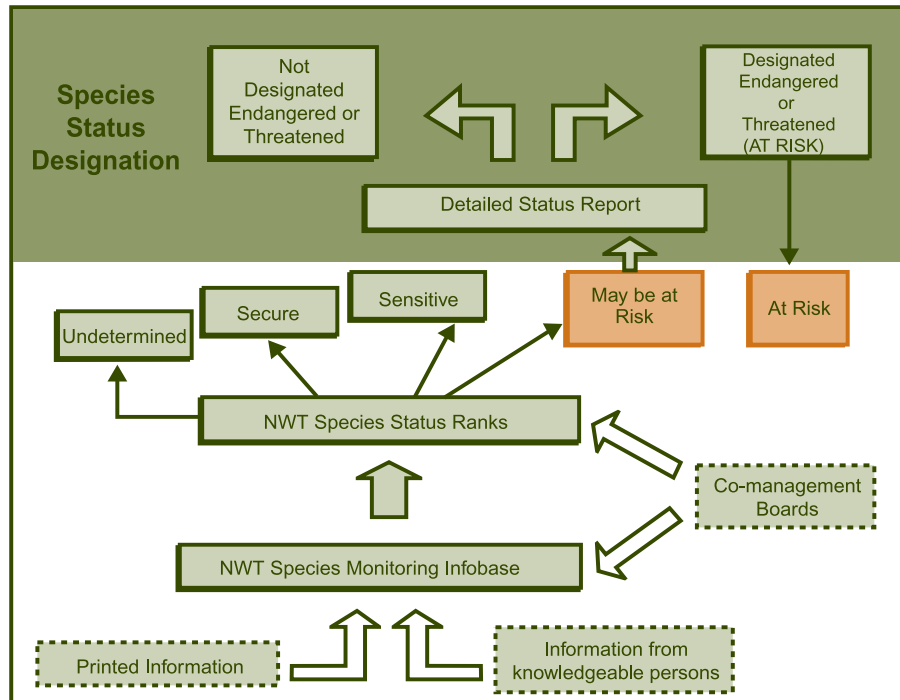 Species
Status
Designation
Not
Designated
Endangered or
Threatened
Designated
Endangered
or
Threatened
(AT RISK)
Detailed Status Report
Undetermined
Secure
Sensitive
May be at
Risk
At Risk
NWT Species Status Ranks
Co-management
Boards
NWT Species Monitoring Infobase
Printed Information
Information from
knowledgeable persons